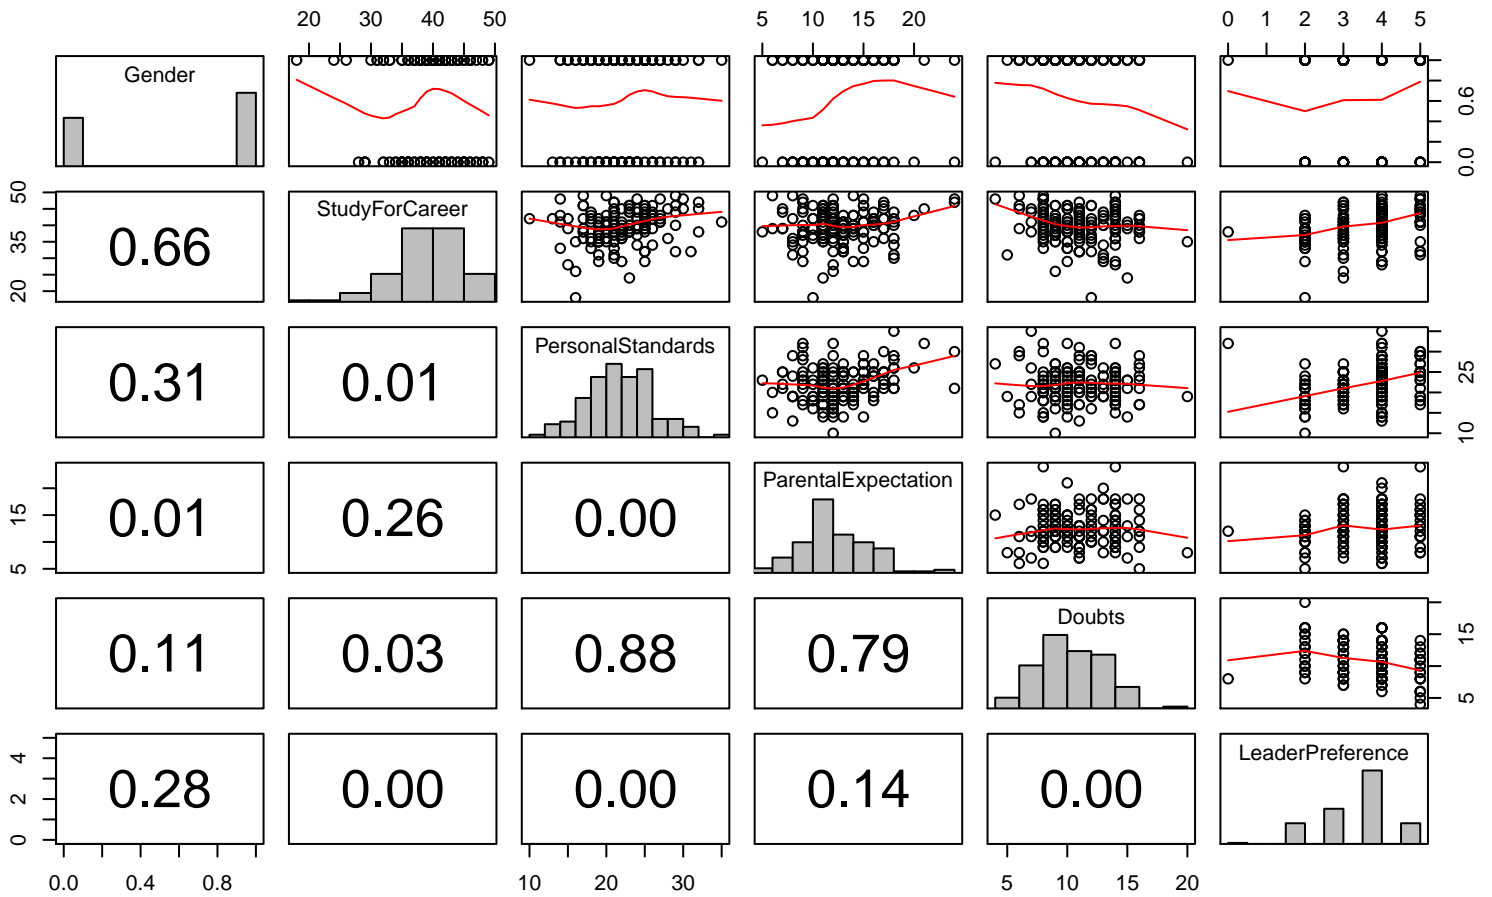 20 30 40 50 5 10 15 20 0 1 2 3 4 5
Gender 0.0 0.6
20 35 50 0.66 StudyForCareer
0.31 0.01 PersonalStandards 10 25
5 15 0.01 0.26 0.00 ParentalExpectation
0.11 0.03 0.88 0.79 Doubts 5 15
0 2 4 0.28 0.00 0.00 0.14 0.00 LeaderPreference
0.0 0.4 0.8 10 20 30 5 10 15 20